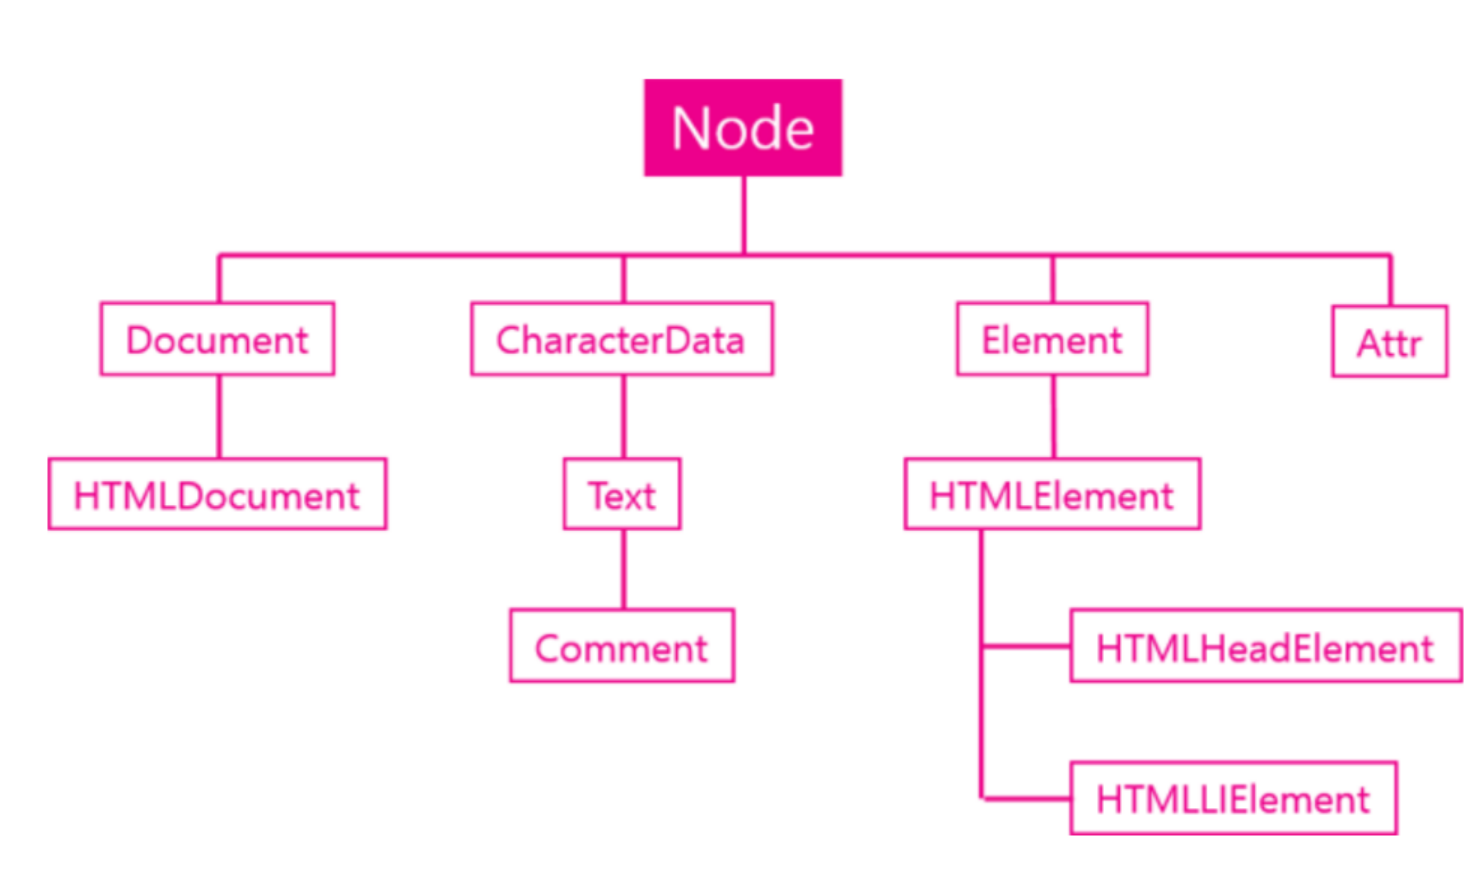 Node
Document
CharacterData
Element
Attr
HTMLDocument
Text
HTMLElement
Comment
HTMLHeadElement
HTMLLIElement